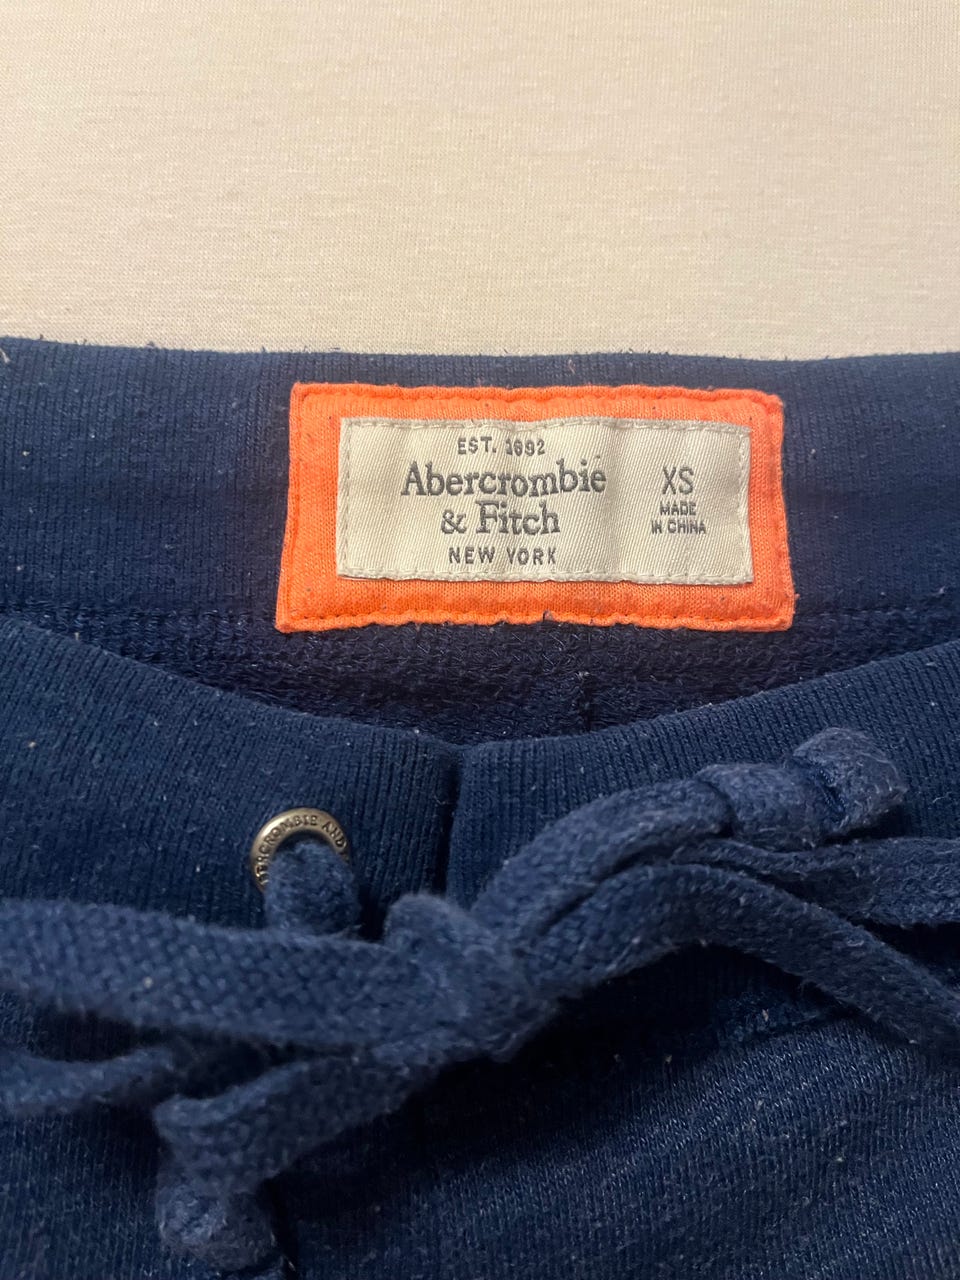 EST. 1892
Abercrombie
& Fitch
NEW YORK
XS
MADE
IN CHINA
ABERCROMBIE AND